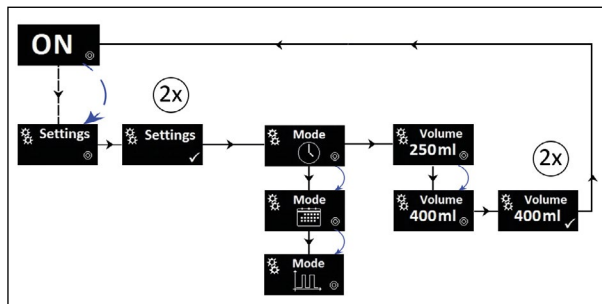 ON
2x
Settings
Settings
Mode
Volume
250ml
2x
Mode
Volume
400ml
Volume
400ml
Mode